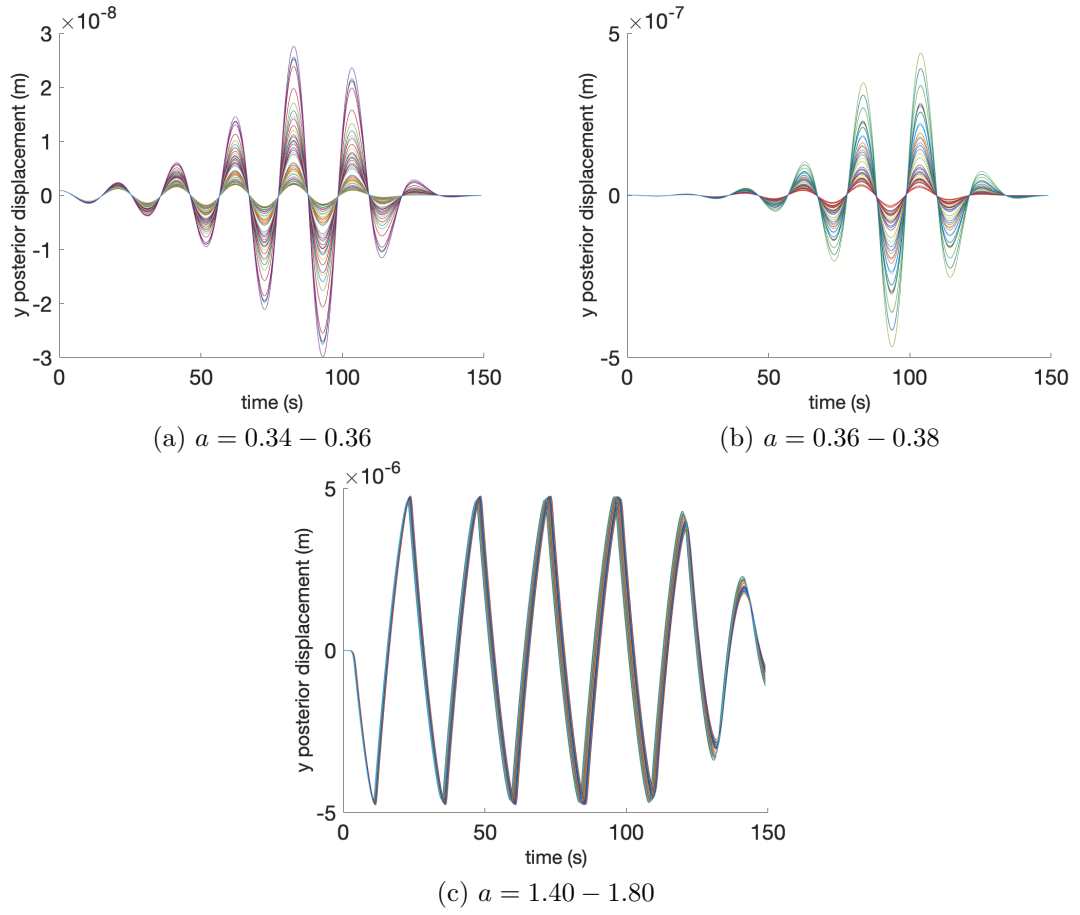 ×10⁻⁸
3
2
1
0
-1
-2
-3
y posterior displacement (m)
0 50 100 150
time (s)
(a) a = 0.34 − 0.36
×10⁻⁷
5
0
-5
y posterior displacement (m)
0 50 100 150
time (s)
(b) a = 0.36 − 0.38
×10⁻⁶
5
0
-5
y posterior displacement (m)
0 50 100 150
time (s)
(c) a = 1.40 − 1.80